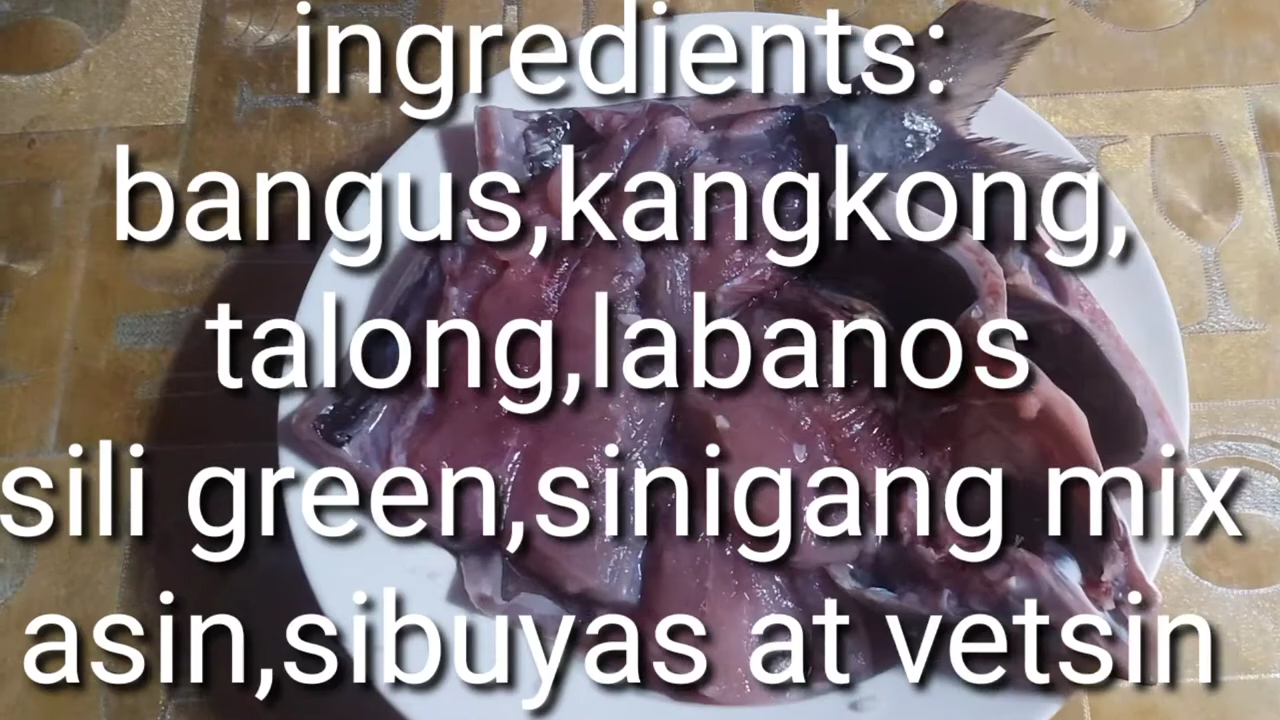 ingredients:
bangus,kangkong,
talong,labanos
sili green,sinigang mix
asin,sibuyas at vetsin